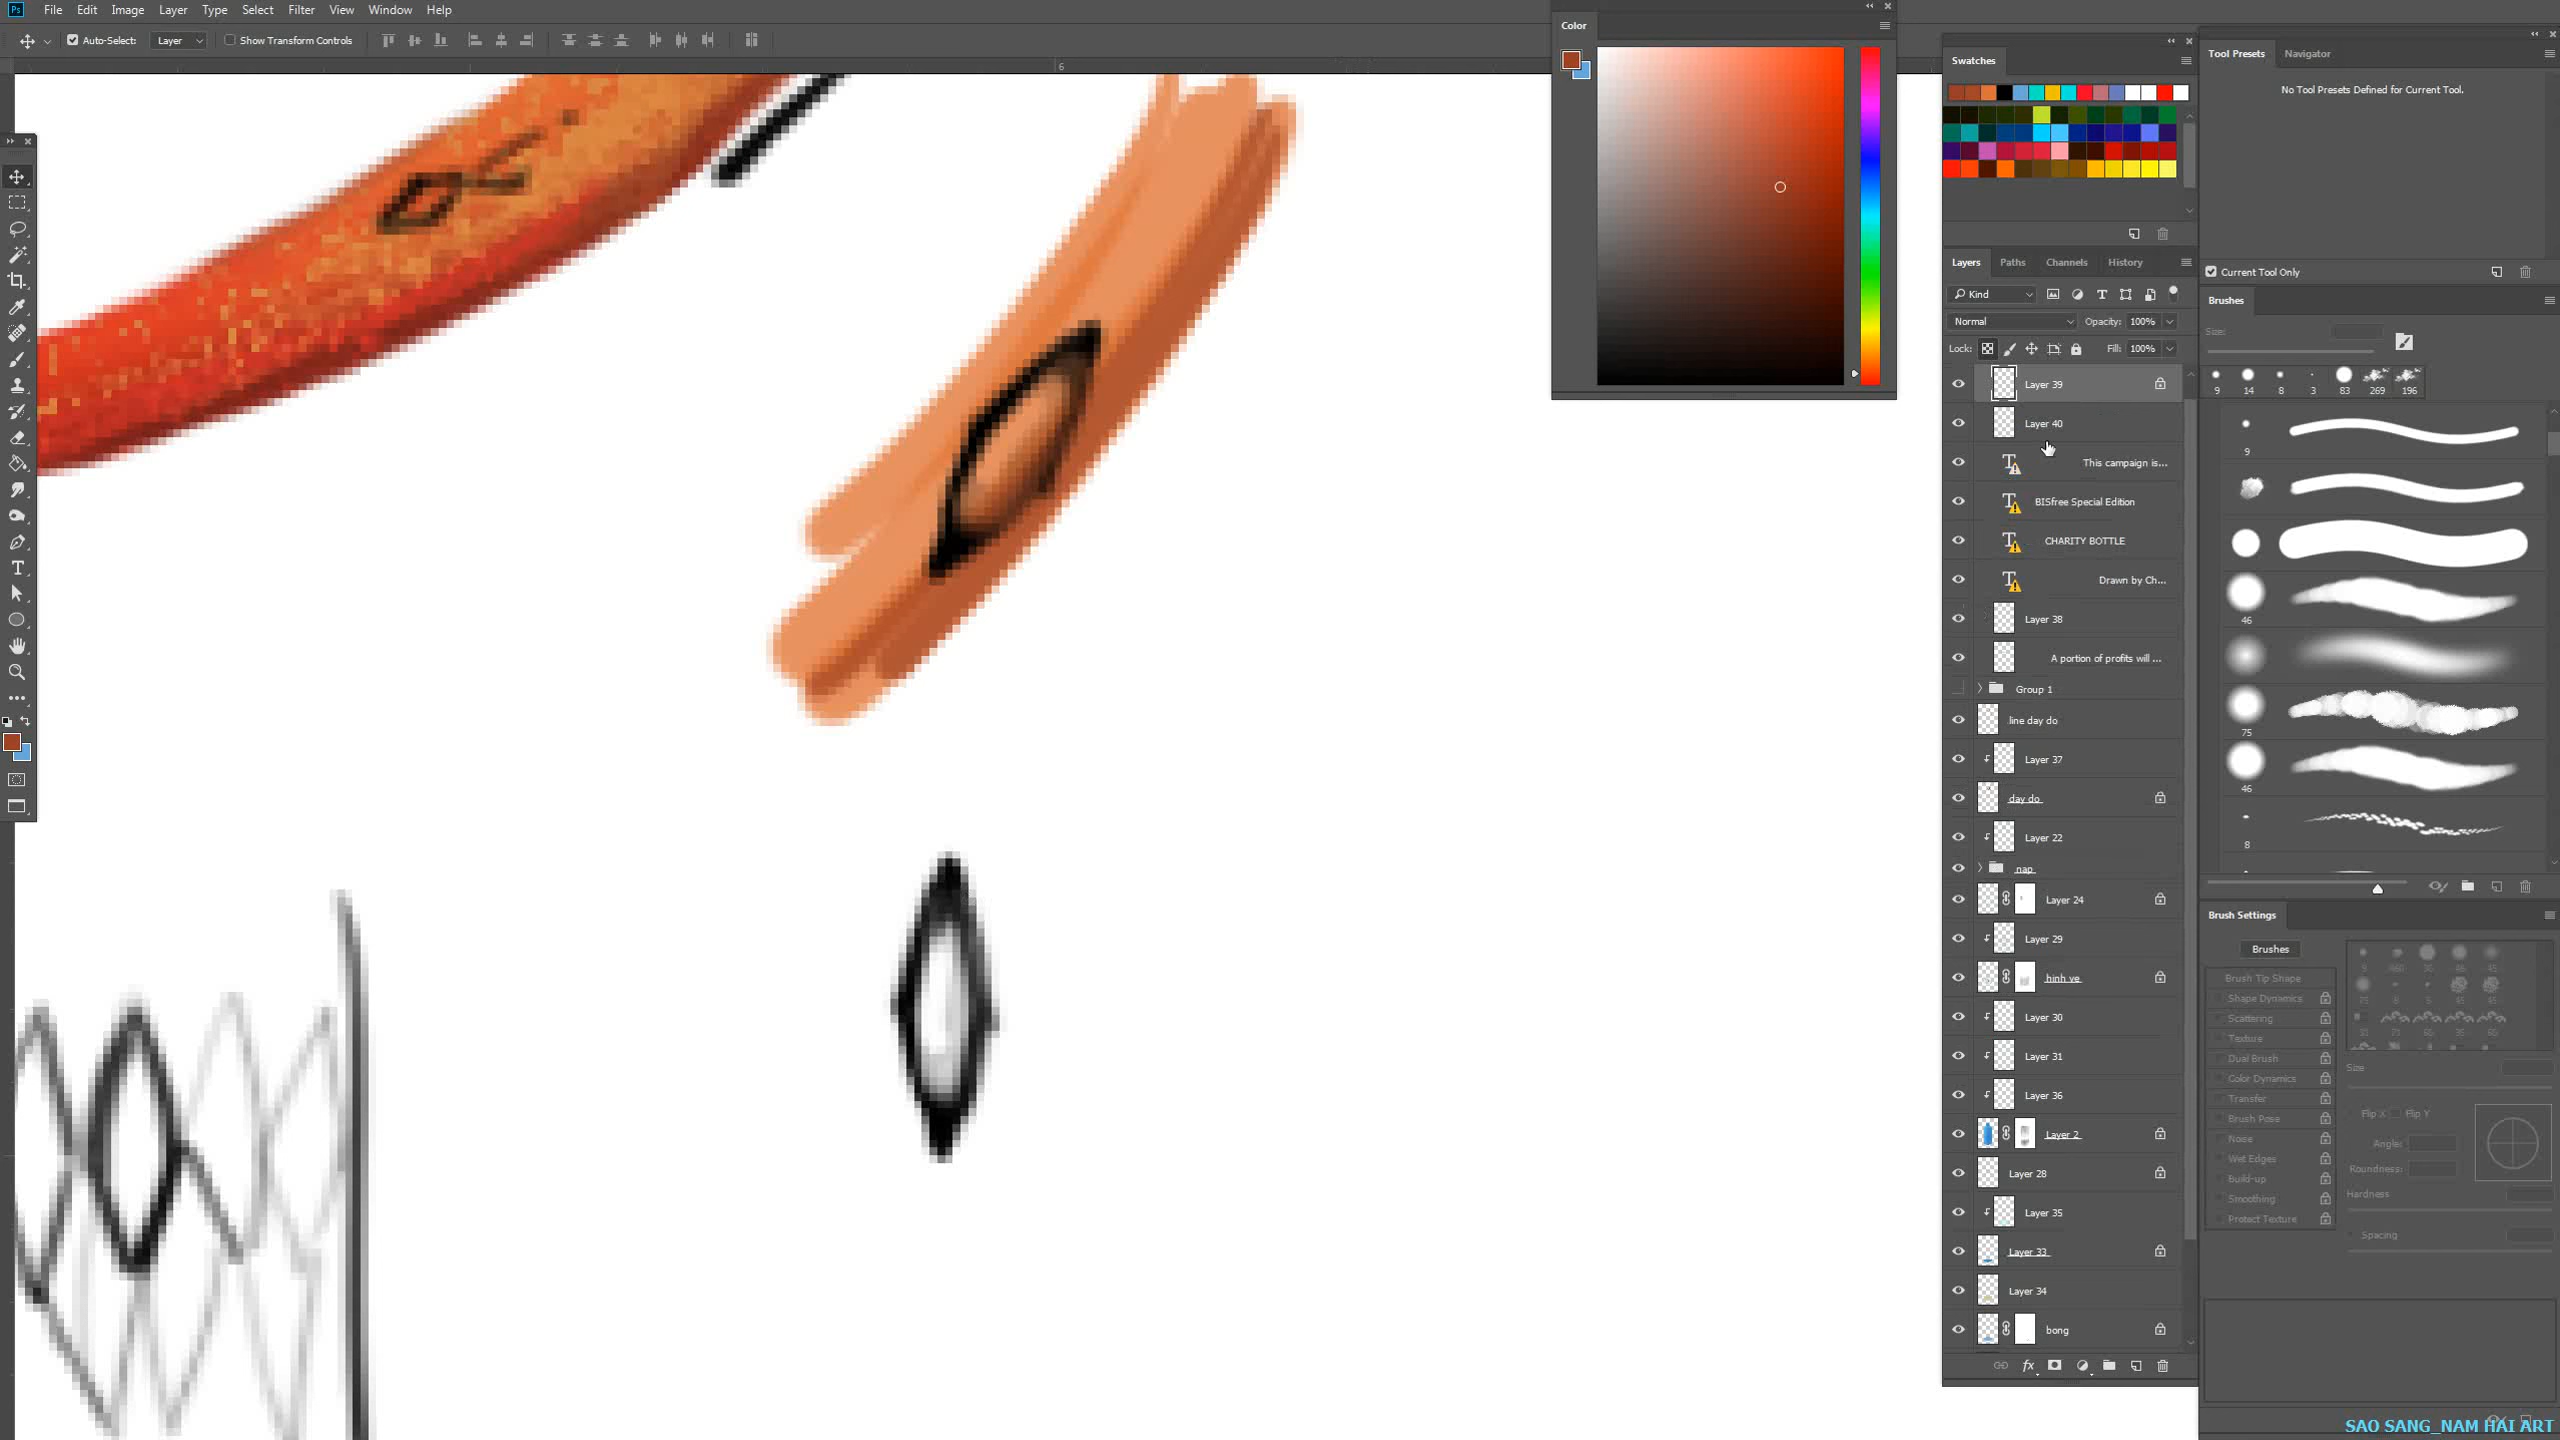 Ps File Edit Image Layer Type Select Filter View Window Help
Auto-Select: Layer Show Transform Controls
6
Color
Swatches
Tool Presets Navigator
No Tool Presets Defined for Current Tool.
Current Tool Only
Layers Paths Channels History
Kind
Normal Opacity: 100%
Lock: Fill: 100%
Layer 39
Layer 40
This campaign is...
BISfree Special Edition
CHARITY BOTTLE
Drawn by Ch...
Layer 38
A portion of profits will ...
Group 1
line day do
Layer 37
day do
Layer 22
nap
Layer 24
Layer 29
hinh ve
Layer 30
Layer 31
Layer 36
Layer 2
Layer 28
Layer 35
Layer 33
Layer 34
bong
fx
Brushes
Size:
9 14 8 3 83 269 196
9
46
75
46
8
Brush Settings
Brushes
Brush Tip Shape
Shape Dynamics
Scattering
Texture
Dual Brush
Color Dynamics
Transfer
Brush Pose
Noise
Wet Edges
Build-up
Smoothing
Protect Texture
Size
Flip X Flip Y
Angle:
Roundness:
Hardness
Spacing
SAO SANG_NAM HAI ART